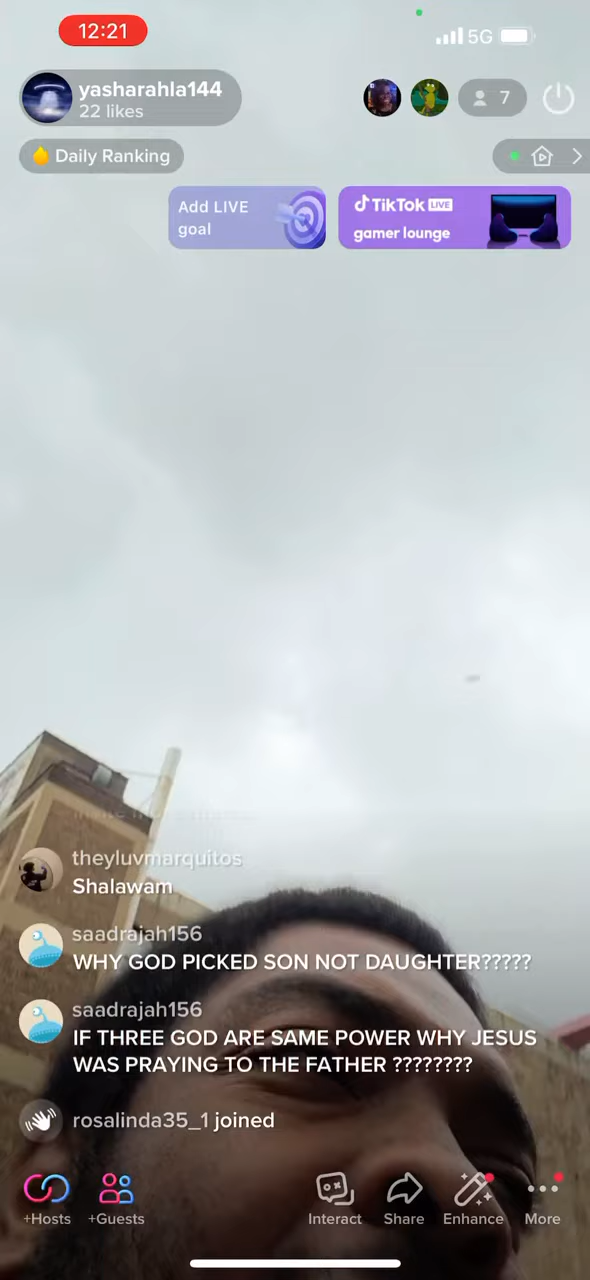 12:21
5G
yasharahla144
22 likes
7
Daily Ranking
Add LIVE
goal
TikTok LIVE
gamer lounge
theyluvmarquitos
Shalawam
saadrajah156
WHY GOD PICKED SON NOT DAUGHTER?????
saadrajah156
IF THREE GOD ARE SAME POWER WHY JESUS
WAS PRAYING TO THE FATHER ????????
rosalinda35_1 joined
+Hosts
+Guests
Interact
Share
Enhance
More